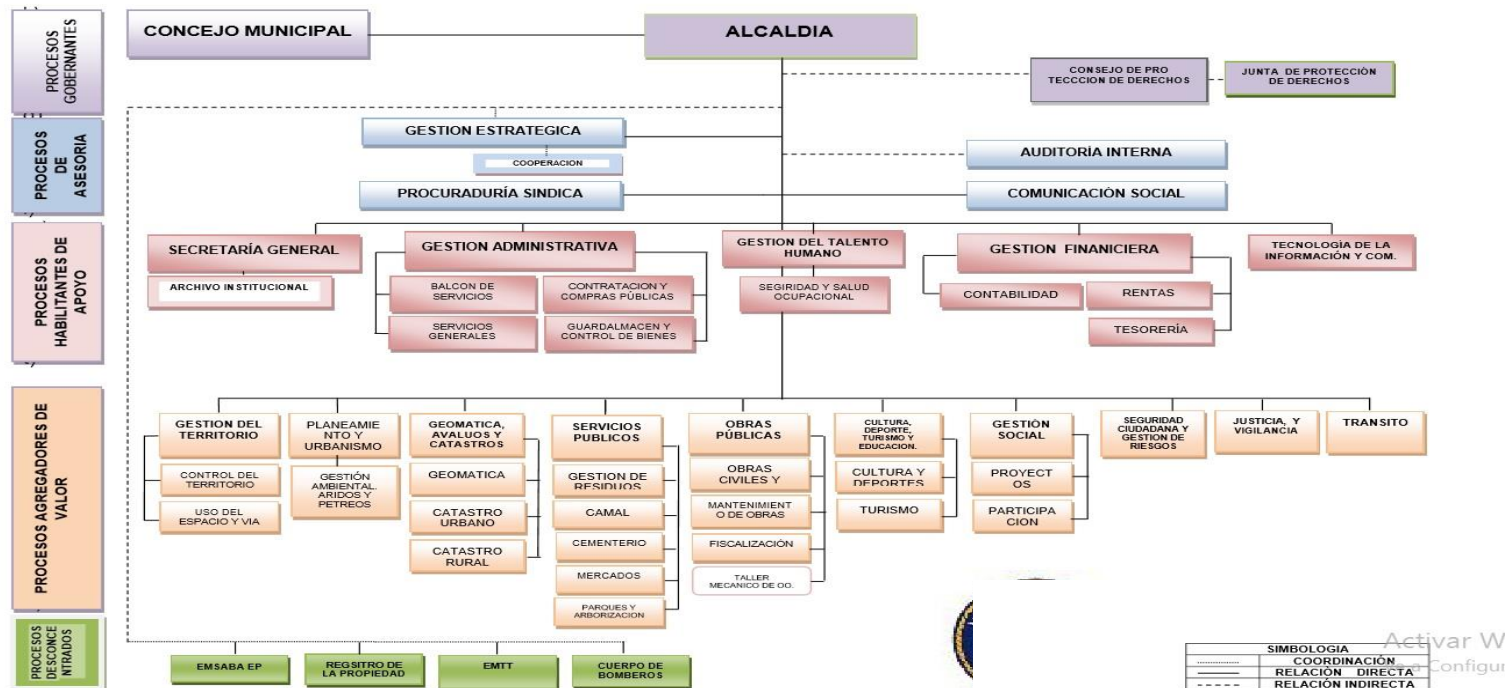 PROCESOS
GOBERNANTES
CONCEJO MUNICIPAL
ALCALDIA
CONSEJO DE PRO
TECCCION DE DERECHOS
JUNTA DE PROTECCIÓN
DE DERECHOS
PROCESOS
DE
ASESORIA
GESTION ESTRATEGICA
COOPERACION
AUDITORÍA INTERNA
PROCURADURÍA SINDICA
COMUNICACIÓN SOCIAL
PROCESOS
HABILITANTES DE
APOYO
SECRETARÍA GENERAL
ARCHIVO INSTITUCIONAL
GESTION ADMINISTRATIVA
BALCON DE
SERVICIOS
CONTRATACION Y
COMPRAS PÚBLICAS
SERVICIOS
GENERALES
GUARDALMACEN Y
CONTROL DE BIENES
GESTION DEL TALENTO
HUMANO
SEGIRIDAD Y SALUD
OCUPACIONAL
GESTION FINANCIERA
CONTABILIDAD
RENTAS
TESORERÍA
TECNOLOGÌA DE LA
INFORMACIÓN Y COM.
PROCESOS AGREGADORES DE
VALOR
GESTION DEL
TERRITORIO
CONTROL DEL
TERRITORIO
USO DEL
ESPACIO Y VIA
PLANEAMIE
NTO Y
URBANISMO
GESTIÓN
AMBIENTAL.
ARIDOS Y
PETREOS
GEOMATICA,
AVALUOS Y
CATASTROS
GEOMATICA
CATASTRO
URBANO
CATASTRO
RURAL
SERVICIOS
PUBLICOS
GESTION DE
RESIDUOS
CAMAL
CEMENTERIO
MERCADOS
PARQUES Y
ARBORIZACION
OBRAS
PÚBLICAS
OBRAS
CIVILES Y
MANTENIMIENT
O DE OBRAS
FISCALIZACIÓN
TALLER
MECANICO DE OO.
CULTURA,
DEPORTE,
TURISMO Y
EDUCACION.
CULTURA Y
DEPORTES
TURISMO
GESTIÒN
SOCIAL
PROYECT
OS
PARTICIPA
CION
SEGURIDAD
CIUDADANA Y
GESTION DE
RIESGOS
JUSTICIA, Y
VIGILANCIA
TRANSITO
PROCESOS
DESCONCE
NTRADOS
EMSABA EP
REGSITRO DE
LA PROPIEDAD
EMTT
CUERPO DE
BOMBEROS
SIMBOLOGIA
COORDINACIÓN
RELACIÒN DIRECTA
RELACIÓN INDIRECTA
Activar W
a Configur